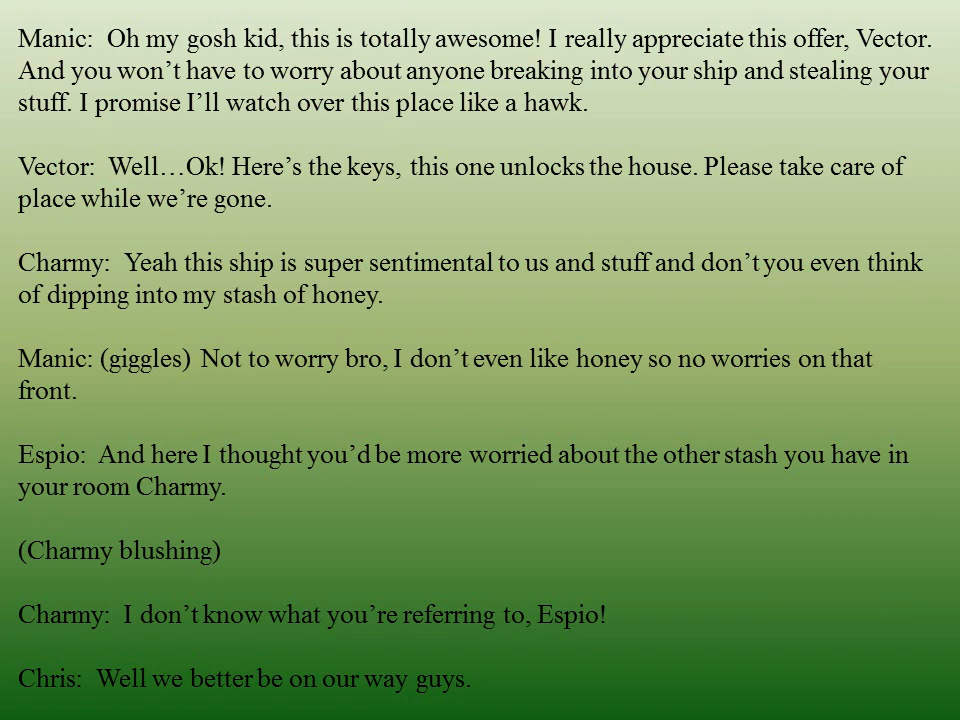 Manic:  Oh my gosh kid, this is totally awesome! I really appreciate this offer, Vector.
And you won’t have to worry about anyone breaking into your ship and stealing your
stuff. I promise I’ll watch over this place like a hawk.
Vector:  Well…Ok! Here’s the keys, this one unlocks the house. Please take care of
place while we’re gone.
Charmy:  Yeah this ship is super sentimental to us and stuff and don’t you even think
of dipping into my stash of honey.
Manic: (giggles)  Not to worry bro, I don’t even like honey so no worries on that
front.
Espio:  And here I thought you’d be more worried about the other stash you have in
your room Charmy.
(Charmy blushing)
Charmy:  I don’t know what you’re referring to, Espio!
Chris:  Well we better be on our way guys.